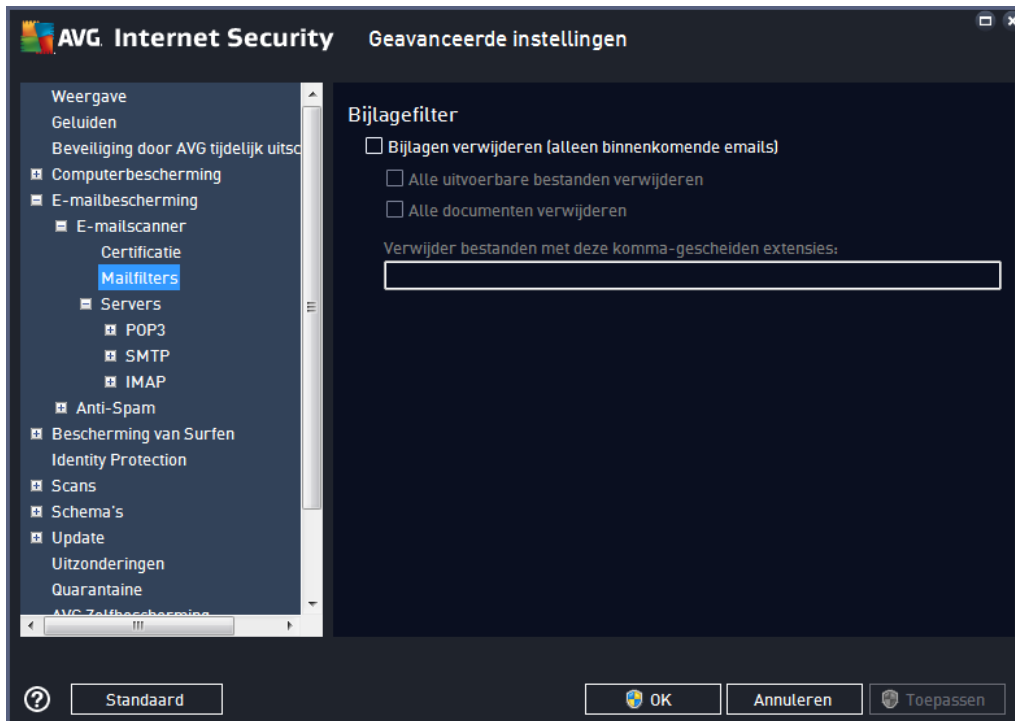 AVG. Internet Security Geavanceerde instellingen
Weergave
Geluiden
Beveiliging door AVG tijdelijk uitsc
Computerbescherming
E-mailbescherming
E-mailscanner
Certificatie
Mailfilters
Servers
POP3
SMTP
IMAP
Anti-Spam
Bescherming van Surfen
Identity Protection
Scans
Schema's
Update
Uitzonderingen
Quarantaine
AVG Zelfbescherming
Bijlagefilter
Bijlagen verwijderen (alleen binnenkomende emails)
Alle uitvoerbare bestanden verwijderen
Alle documenten verwijderen
Verwijder bestanden met deze komma-gescheiden extensies:
? Standaard OK Annuleren Toepassen